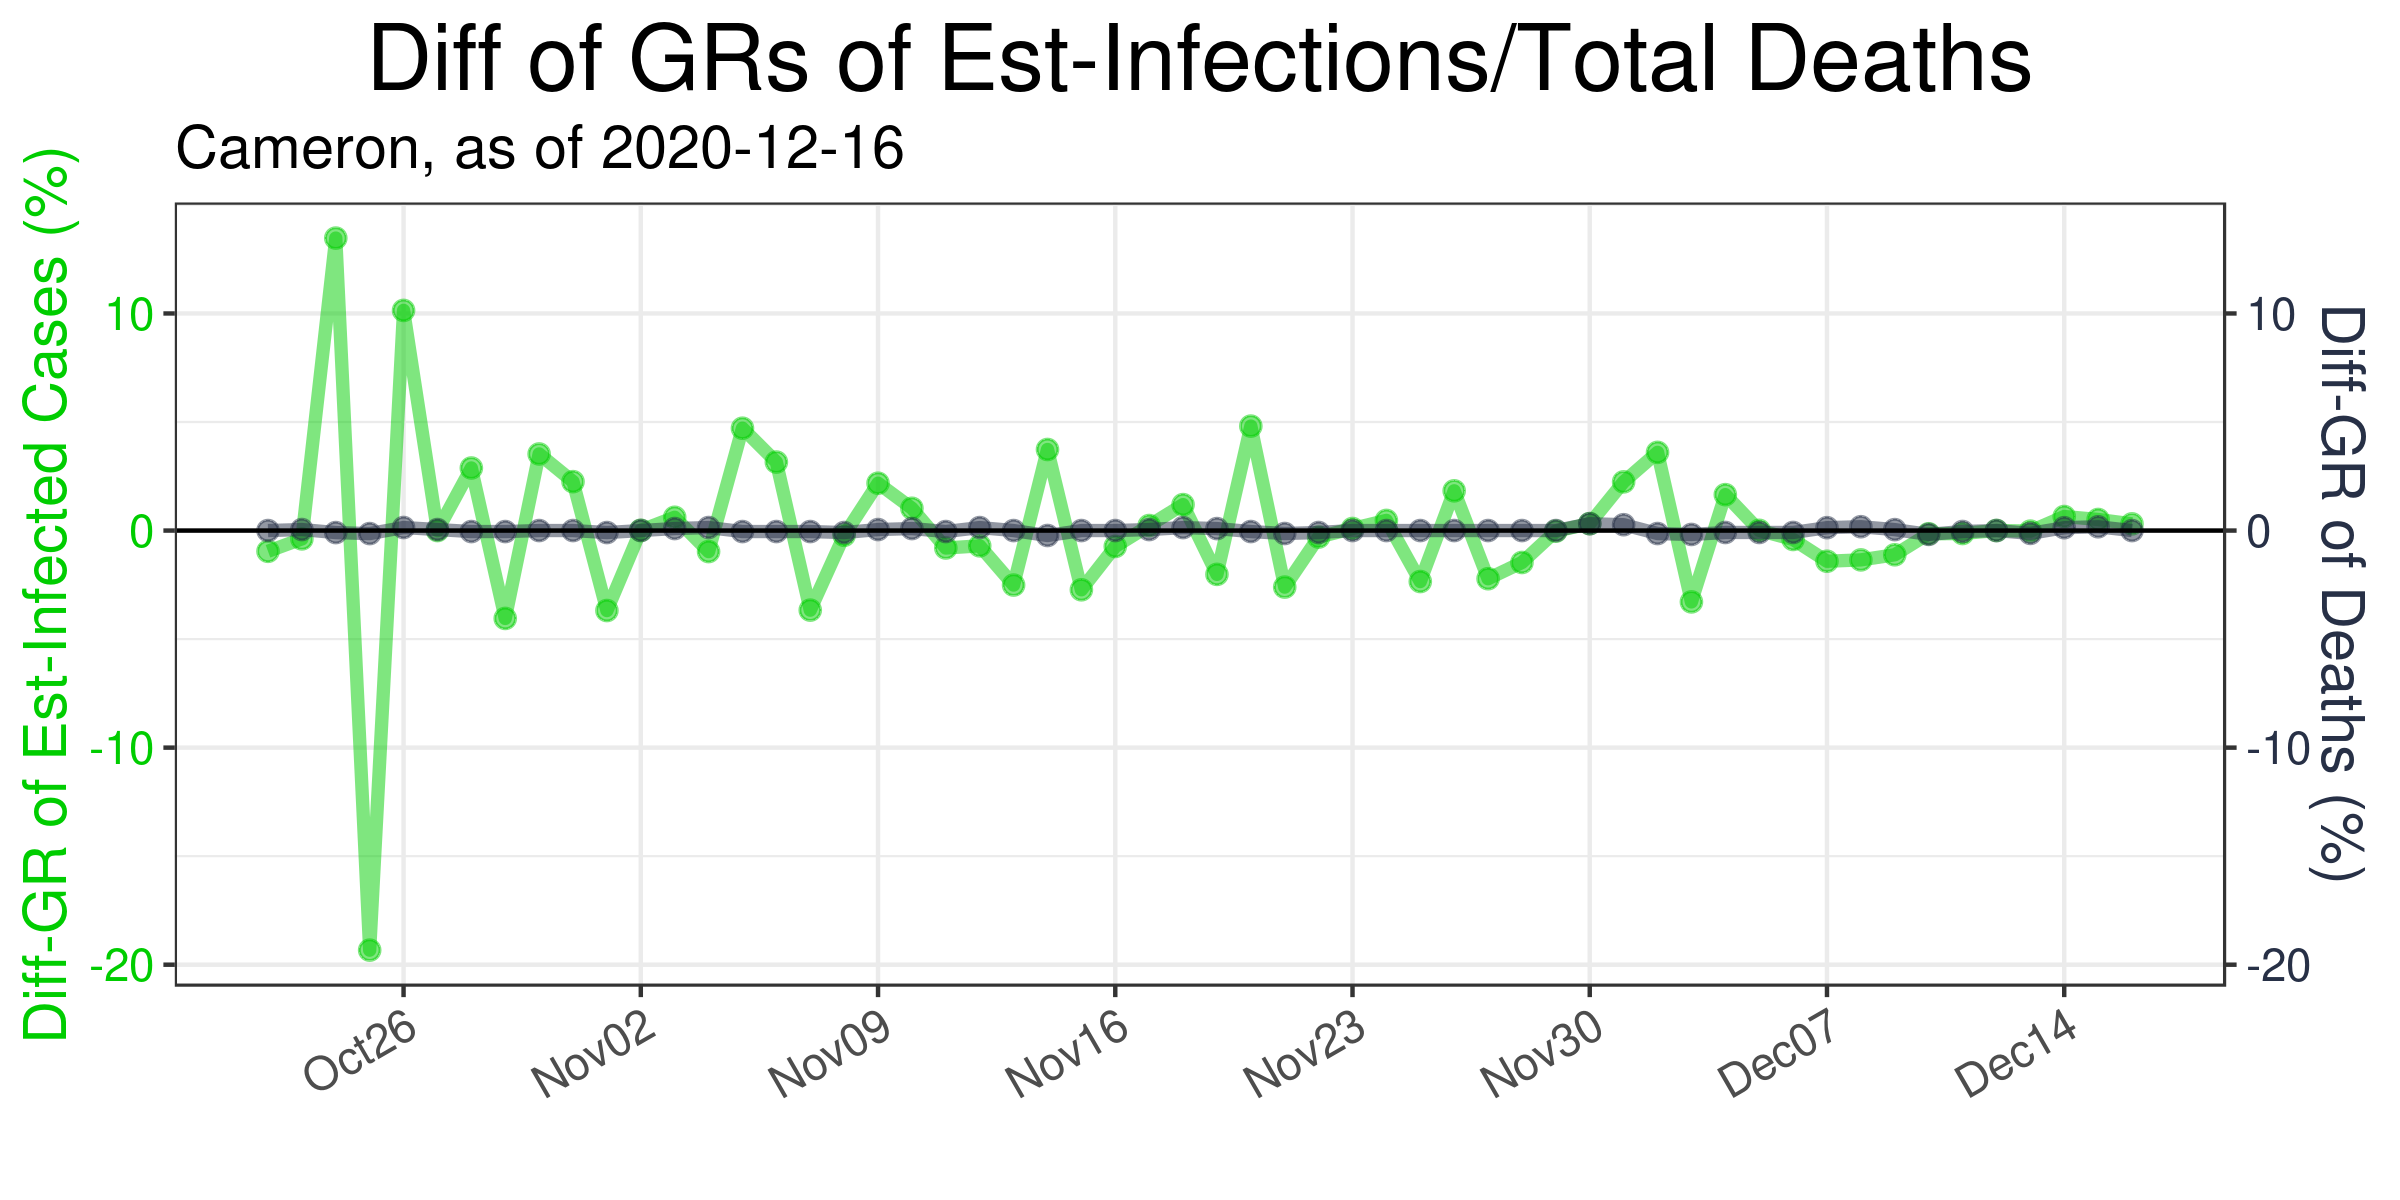 Diff of GRs of Est-Infections/Total Deaths
Cameron, as of 2020-12-16
Diff-GR of Est-Infected Cases (%)
10
0
-10
-20
10
0
-10
-20
Diff-GR of Deaths (%)
Oct26
Nov02
Nov09
Nov16
Nov23
Nov30
Dec07
Dec14